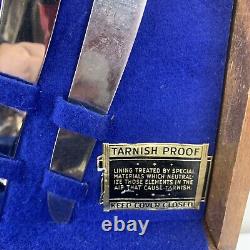 TARNISH PROOF
LINING TREATED BY SPECIAL
MATERIALS WHICH NEUTRAL-
IZE THOSE ELEMENTS IN THE
AIR THAT CAUSE TARNISH.
KEEP COVER CLOSED
ebay